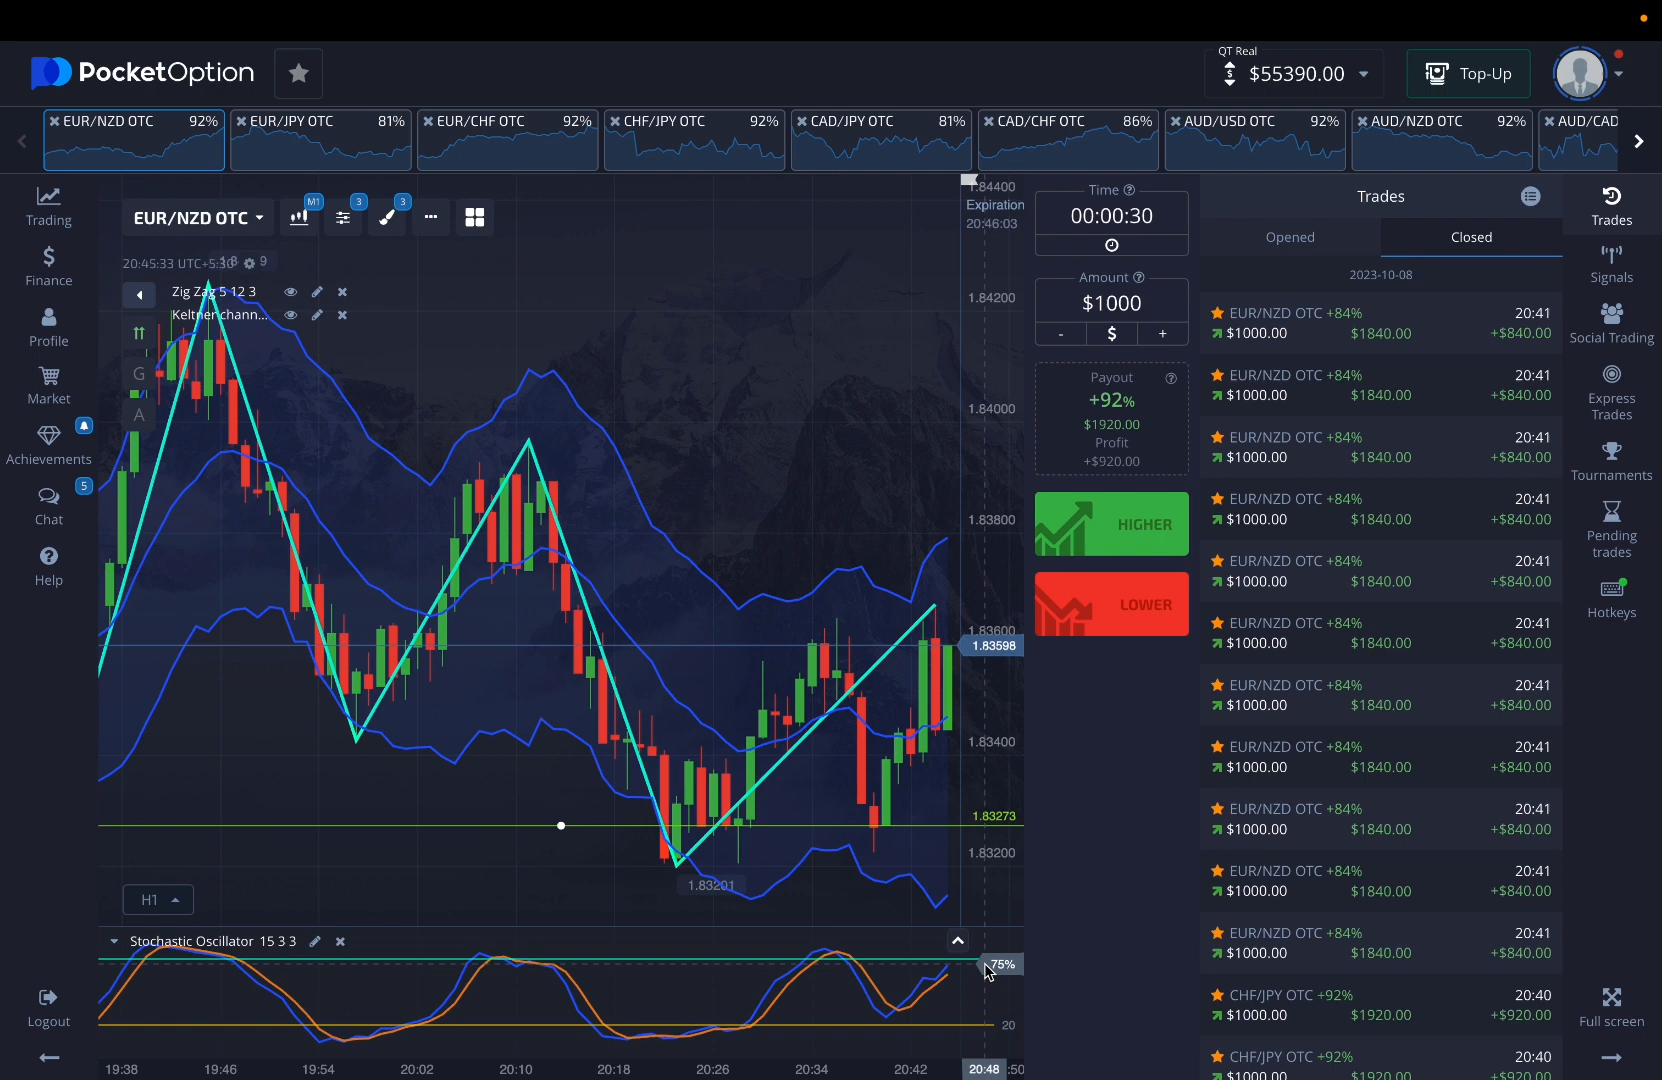 PocketOption
QT Real
$55390.00
Top-Up
EUR/NZD OTC 92%
EUR/JPY OTC 81%
EUR/CHF OTC 92%
CHF/JPY OTC 92%
CAD/JPY OTC 81%
CAD/CHF OTC 86%
AUD/USD OTC 92%
AUD/NZD OTC 92%
AUD/CAD
Trading
Finance
Profile
Market
Achievements
5
Chat
Help
Logout
EUR/NZD OTC
M1
3
3
20:45:33 UTC+5:30
Zig Zag 5 12 3
Keltner chann...
G
A
1.84400
Expiration
20:46:03
1.84200
1.84000
1.83800
1.83600
1.83598
1.83400
1.83273
1.83200
1.83201
H1
Stochastic Oscillator 15 3 3
75%
20
19:38
19:46
19:54
20:02
20:10
20:18
20:26
20:34
20:42
20:48
:50
Time
00:00:30
Amount
$1000
- $ +
Payout
+92%
$1920.00
Profit
+$920.00
HIGHER
LOWER
Trades
Opened
Closed
2023-10-08
EUR/NZD OTC +84% 20:41
$1000.00 $1840.00 +$840.00
EUR/NZD OTC +84% 20:41
$1000.00 $1840.00 +$840.00
EUR/NZD OTC +84% 20:41
$1000.00 $1840.00 +$840.00
EUR/NZD OTC +84% 20:41
$1000.00 $1840.00 +$840.00
EUR/NZD OTC +84% 20:41
$1000.00 $1840.00 +$840.00
EUR/NZD OTC +84% 20:41
$1000.00 $1840.00 +$840.00
EUR/NZD OTC +84% 20:41
$1000.00 $1840.00 +$840.00
EUR/NZD OTC +84% 20:41
$1000.00 $1840.00 +$840.00
EUR/NZD OTC +84% 20:41
$1000.00 $1840.00 +$840.00
EUR/NZD OTC +84% 20:41
$1000.00 $1840.00 +$840.00
EUR/NZD OTC +84% 20:41
$1000.00 $1840.00 +$840.00
CHF/JPY OTC +92% 20:40
$1000.00 $1920.00 +$920.00
CHF/JPY OTC +92% 20:40
$1000.00 $1920.00 +$920.00
Trades
Signals
Social Trading
Express
Trades
Tournaments
Pending
trades
Hotkeys
Full screen